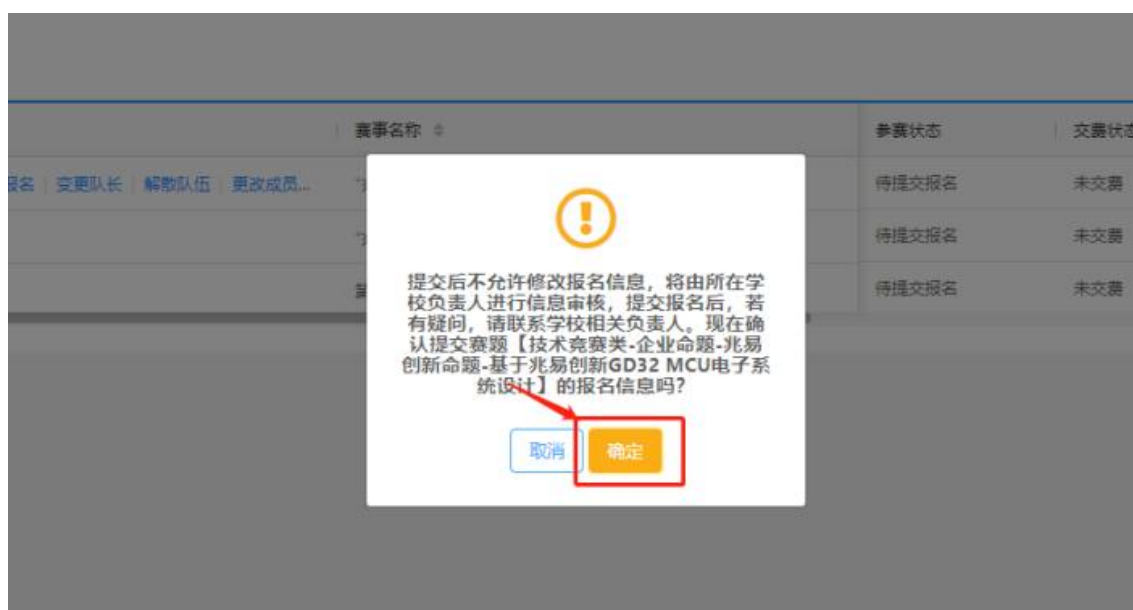 赛事名称
参赛状态
交费状态
报名 变更队长 解散队伍 更改成员...
待提交报名
未交费
待提交报名
未交费
待提交报名
未交费
提交后不允许修改报名信息，将由所在学
校负责人进行信息审核，提交报名后，若
有疑问，请联系学校相关负责人。现在确
认提交赛题【技术竞赛类-企业命题-兆易
创新命题-基于兆易创新GD32 MCU电子系
统设计】的报名信息吗？
取消
确定